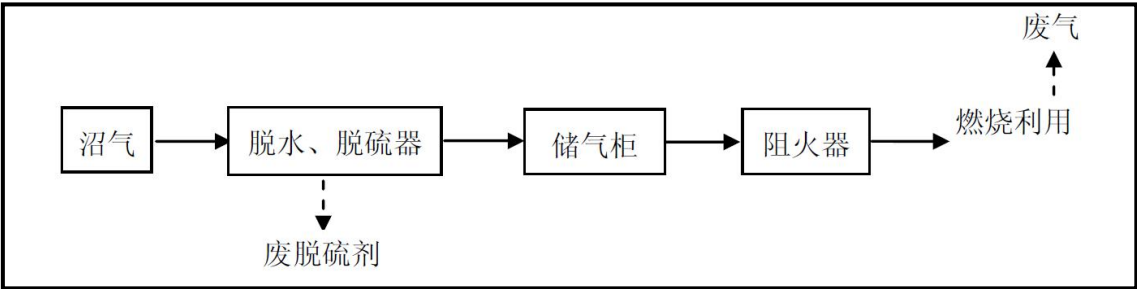 废气
沼气
脱水、脱硫器
储气柜
阻火器
燃烧利用
废脱硫剂